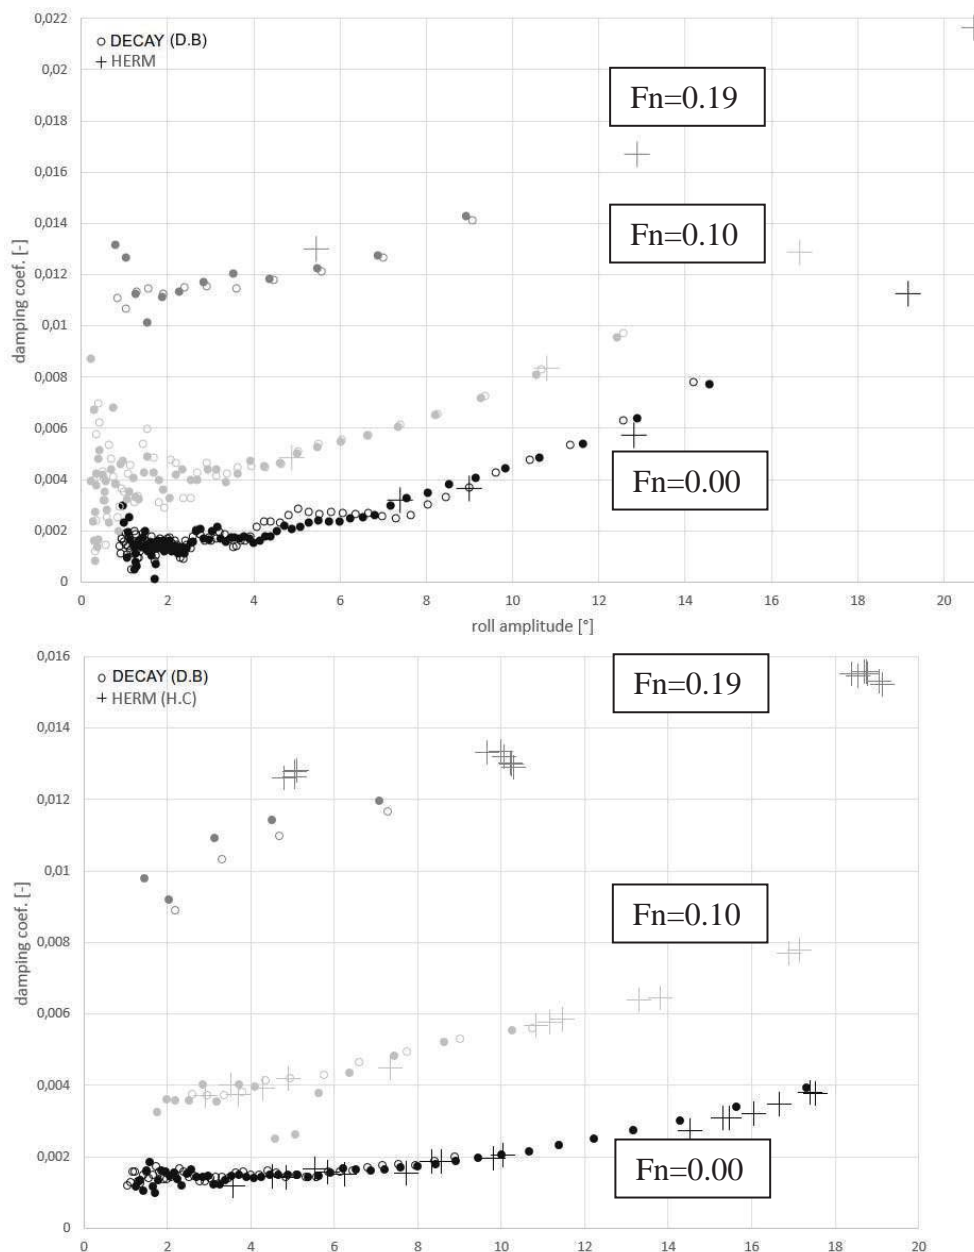 0,022
DECAY (D.B)
HERM
0,02
Fn=0.19
0,018
0,016
0,014
Fn=0.10
0,012
damping coef. [-]
0,01
0,008
0,006
0,004
Fn=0.00
0,002
0
0 2 4 6 8 10 12 14 16 18 20
roll amplitude [°]
0,016
DECAY (D.B)
HERM (H.C)
Fn=0.19
0,014
0,012
0,01
damping coef. [-]
Fn=0.10
0,008
0,006
0,004
0,002
Fn=0.00
0
0 2 4 6 8 10 12 14 16 18 20